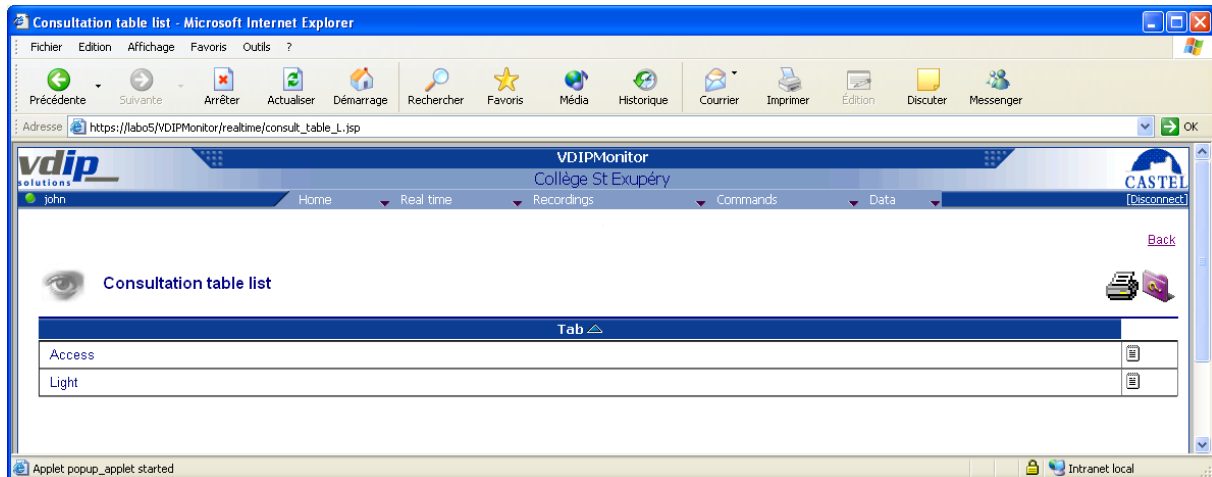 Consultation table list - Microsoft Internet Explorer
Fichier Edition Affichage Favoris Outils ?
Précédente Suivante Arrêter Actualiser Démarrage Rechercher Favoris Média Historique Courrier Imprimer Édition Discuter Messenger
Adresse https://labo5/VDIPMonitor/realtime/consult_table_L.jsp OK
vdip solutions
VDIPMonitor
Collège St Exupéry
CASTEL
john Home Real time Recordings Commands Data [Disconnect]
Back
Consultation table list
Tab
Access
Light
Applet popup_applet started Intranet local